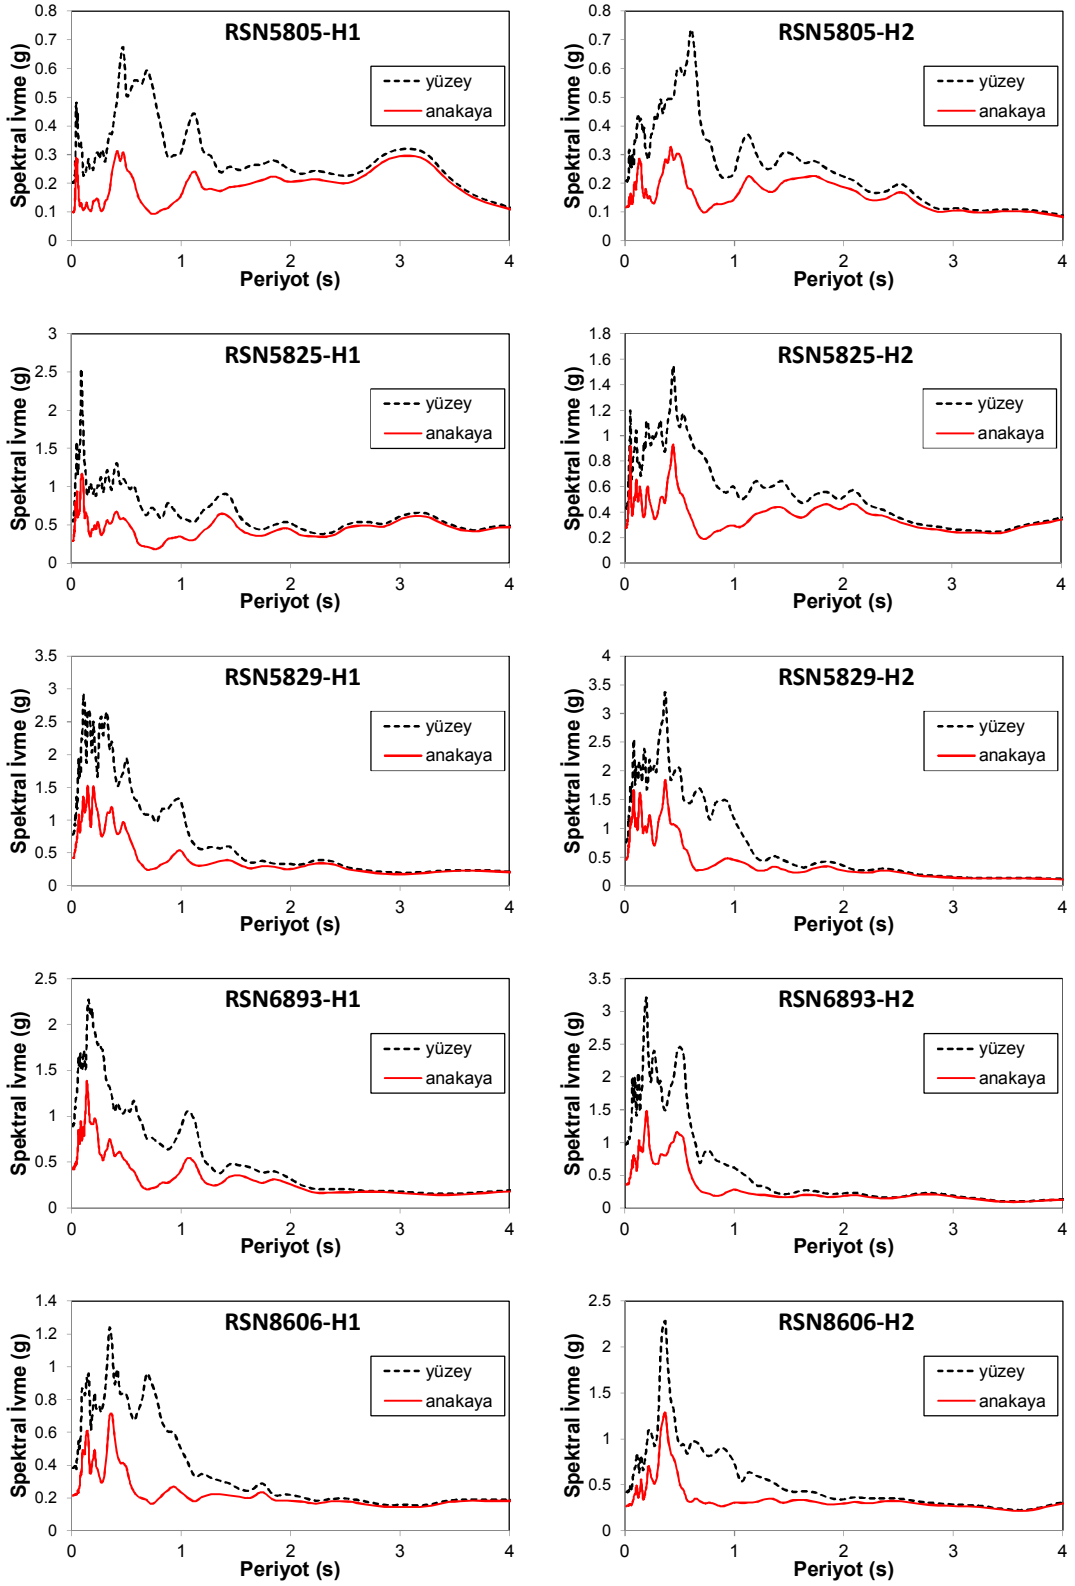 RSN5805-H1
Spektral İvme (g)
0.8
0.7
0.6
0.5
0.4
0.3
0.2
0.1
0
yüzey
anakaya
0 1 2 3 4
Periyot (s)
RSN5805-H2
Spektral İvme (g)
0.8
0.7
0.6
0.5
0.4
0.3
0.2
0.1
0
yüzey
anakaya
0 1 2 3 4
Periyot (s)
RSN5825-H1
Spektral İvme (g)
3
2.5
2
1.5
1
0.5
0
yüzey
anakaya
0 1 2 3 4
Periyot (s)
RSN5825-H2
Spektral İvme (g)
1.8
1.6
1.4
1.2
1
0.8
0.6
0.4
0.2
0
yüzey
anakaya
0 1 2 3 4
Periyot (s)
RSN5829-H1
Spektral İvme (g)
3.5
3
2.5
2
1.5
1
0.5
0
yüzey
anakaya
0 1 2 3 4
Periyot (s)
RSN5829-H2
Spektral İvme (g)
4
3.5
3
2.5
2
1.5
1
0.5
0
yüzey
anakaya
0 1 2 3 4
Periyot (s)
RSN6893-H1
Spektral İvme (g)
2.5
2
1.5
1
0.5
0
yüzey
anakaya
0 1 2 3 4
Periyot (s)
RSN6893-H2
Spektral İvme (g)
3.5
3
2.5
2
1.5
1
0.5
0
yüzey
anakaya
0 1 2 3 4
Periyot (s)
RSN8606-H1
Spektral İvme (g)
1.4
1.2
1
0.8
0.6
0.4
0.2
0
yüzey
anakaya
0 1 2 3 4
Periyot (s)
RSN8606-H2
Spektral İvme (g)
2.5
2
1.5
1
0.5
0
yüzey
anakaya
0 1 2 3 4
Periyot (s)